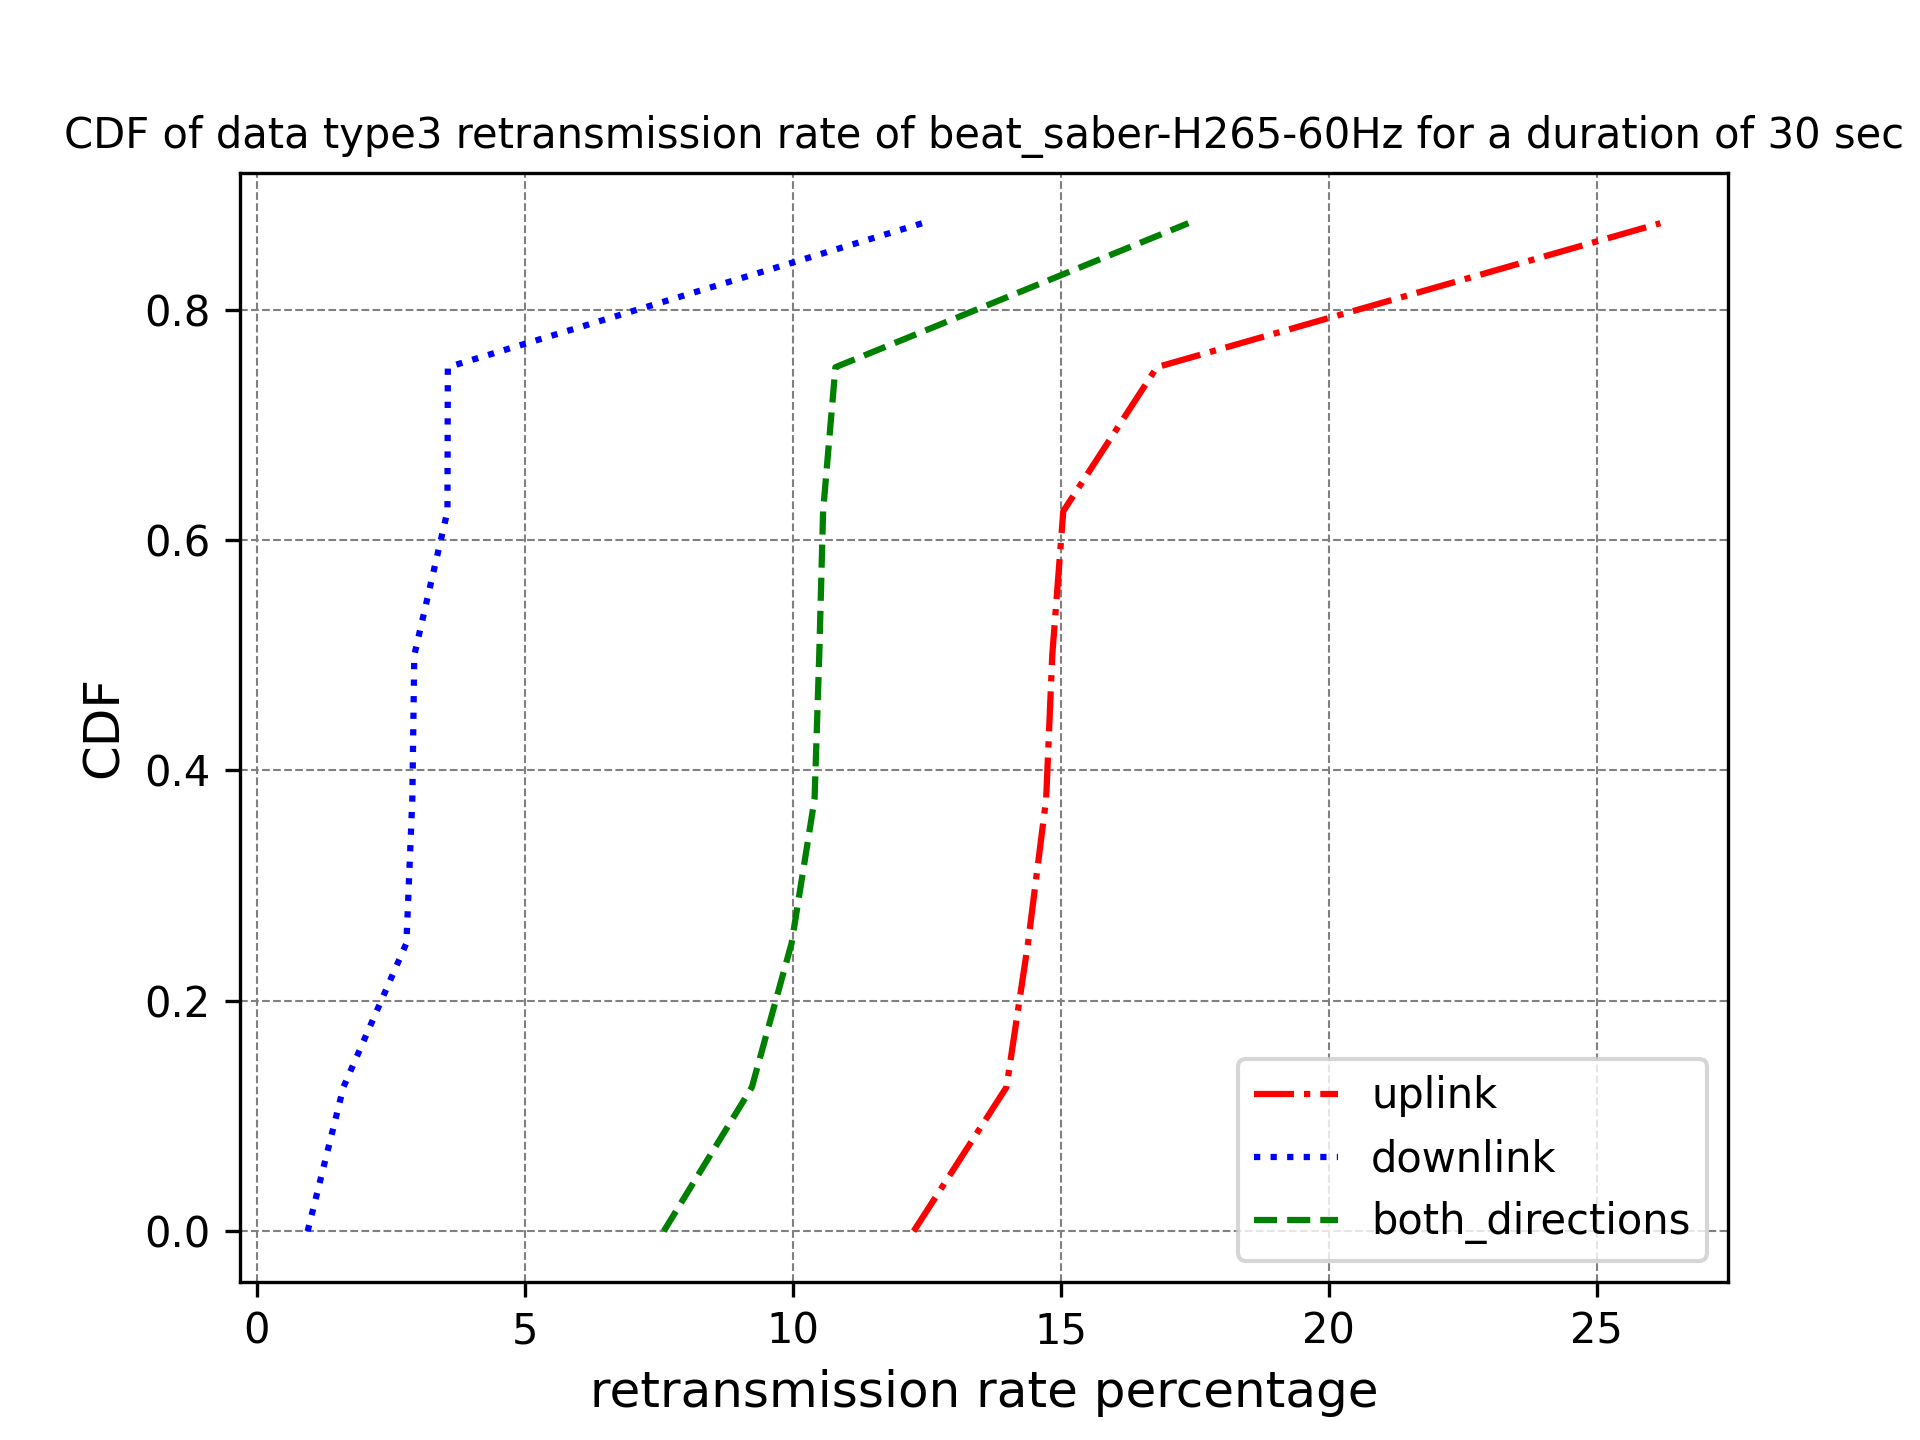 CDF of data type3 retransmission rate of beat_saber-H265-60Hz for a duration of 30 sec
CDF
0.8
0.6
0.4
0.2
0.0
0 5 10 15 20 25
retransmission rate percentage
uplink
downlink
both_directions